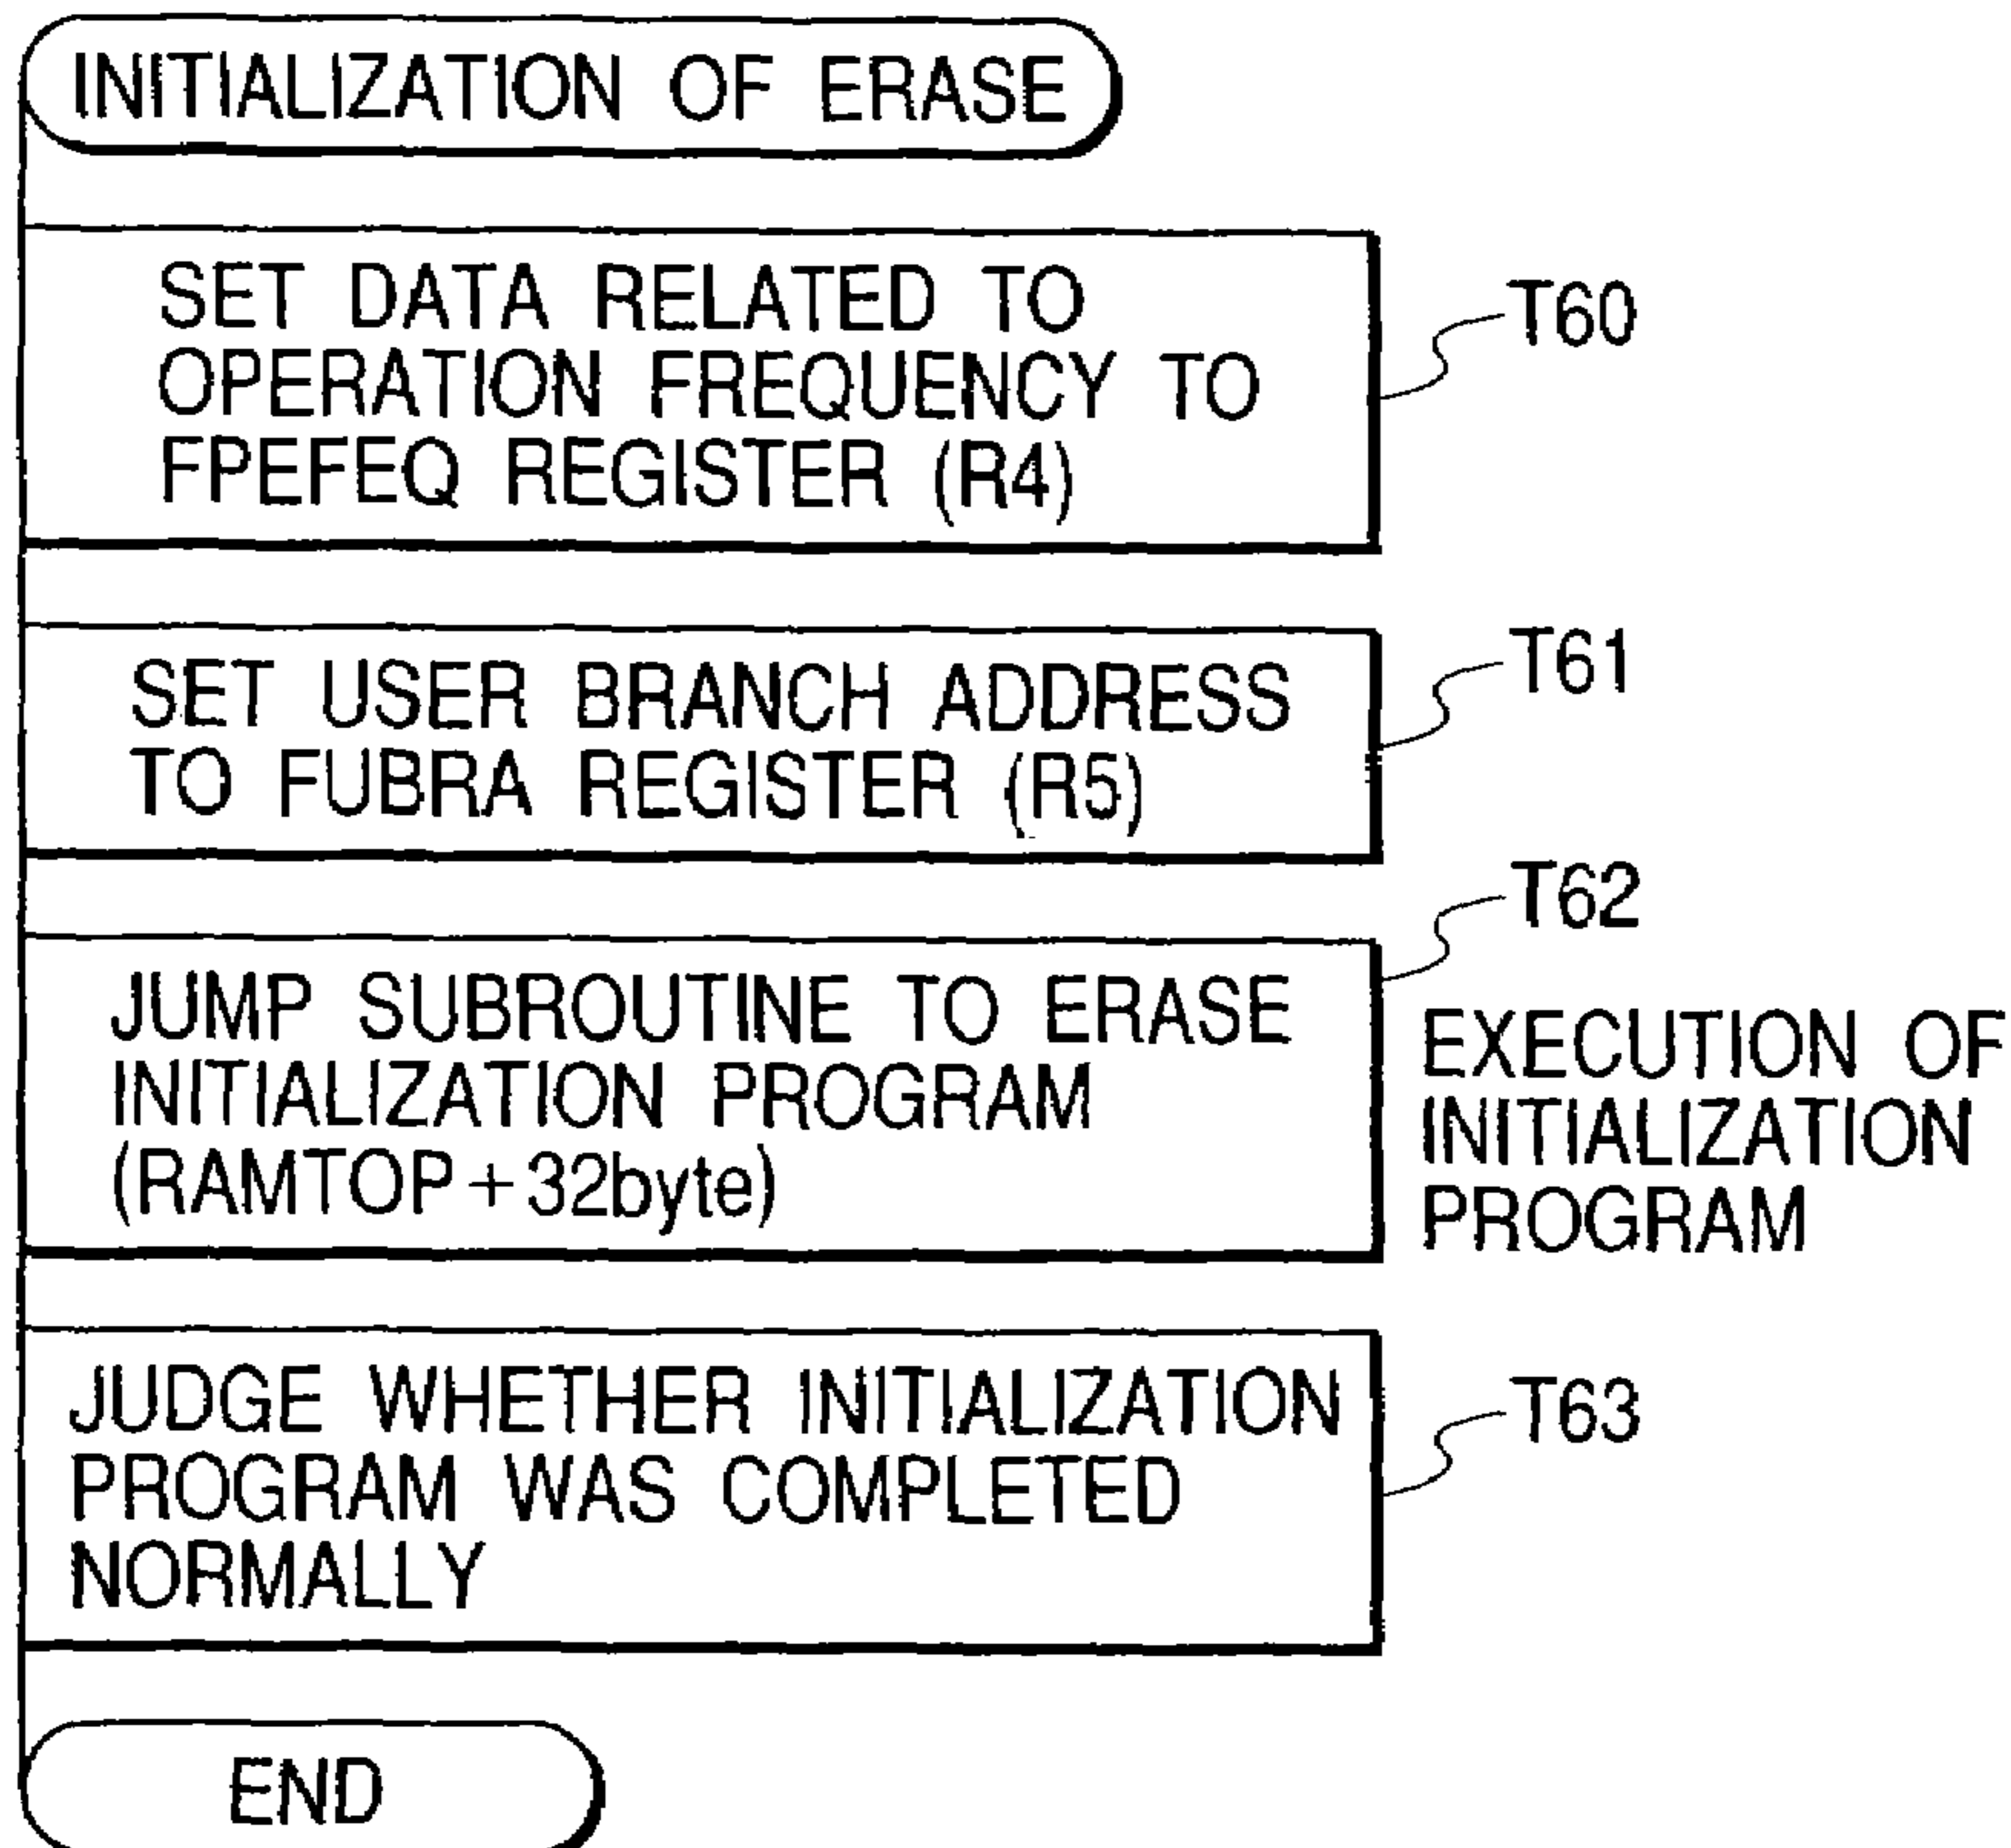 INITIALIZATION OF ERASE
SET DATA RELATED TO
OPERATION FREQUENCY TO
FPEFEQ REGISTER (R4)
T60
SET USER BRANCH ADDRESS
TO FUBRA REGISTER (R5)
T61
JUMP SUBROUTINE TO ERASE
INITIALIZATION PROGRAM
(RAMTOP+32byte)
T62
EXECUTION OF
INITIALIZATION
PROGRAM
JUDGE WHETHER INITIALIZATION
PROGRAM WAS COMPLETED
NORMALLY
T63
END